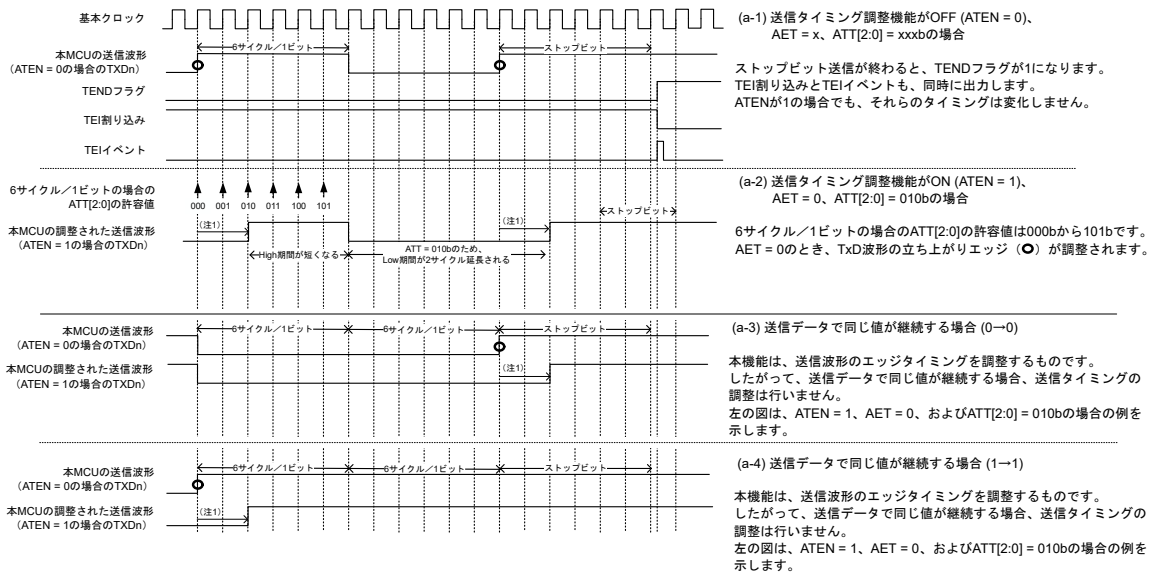 基本クロック
(a-1) 送信タイミング調整機能がOFF (ATEN = 0)、
AET = x、ATT[2:0] = xxxbの場合
6サイクル／1ビット
ストップビット
本MCUの送信波形
（ATEN = 0の場合のTXDn）
ストップビット送信が終わると、TENDフラグが1になります。
TEI割り込みとTEIイベントも、同時に出力します。
ATENが1の場合でも、それらのタイミングは変化しません。
TENDフラグ
TEI割り込み
TEIイベント
(a-2) 送信タイミング調整機能がON (ATEN = 1)、
AET = 0、ATT[2:0] = 010bの場合
6サイクル／1ビットの場合の
ATT[2:0]の許容値
000 001 010 011 100 101
ストップビット
本MCUの調整された送信波形
（ATEN = 1の場合のTXDn）
（注1）
（注1）
High期間が短くなる
ATT = 010bのため、
Low期間が2サイクル延長される
6サイクル／1ビットの場合のATT[2:0]の許容値は000bから101bです。
AET = 0のとき、TxD波形の立ち上がりエッジ（O）が調整されます。
本MCUの送信波形
（ATEN = 0の場合のTXDn）
6サイクル／1ビット
6サイクル／1ビット
ストップビット
(a-3) 送信データで同じ値が継続する場合 (0→0)
本MCUの調整された送信波形
（ATEN = 1の場合のTXDn）
（注1）
本機能は、送信波形のエッジタイミングを調整するものです。
したがって、送信データで同じ値が継続する場合、送信タイミングの
調整は行いません。
左の図は、ATEN = 1、AET = 0、およびATT[2:0] = 010bの場合の例を
示します。
本MCUの送信波形
（ATEN = 0の場合のTXDn）
6サイクル／1ビット
6サイクル／1ビット
ストップビット
(a-4) 送信データで同じ値が継続する場合 (1→1)
本MCUの調整された送信波形
（ATEN = 1の場合のTXDn）
（注1）
本機能は、送信波形のエッジタイミングを調整するものです。
したがって、送信データで同じ値が継続する場合、送信タイミングの
調整は行いません。
左の図は、ATEN = 1、AET = 0、およびATT[2:0] = 010bの場合の例を
示します。